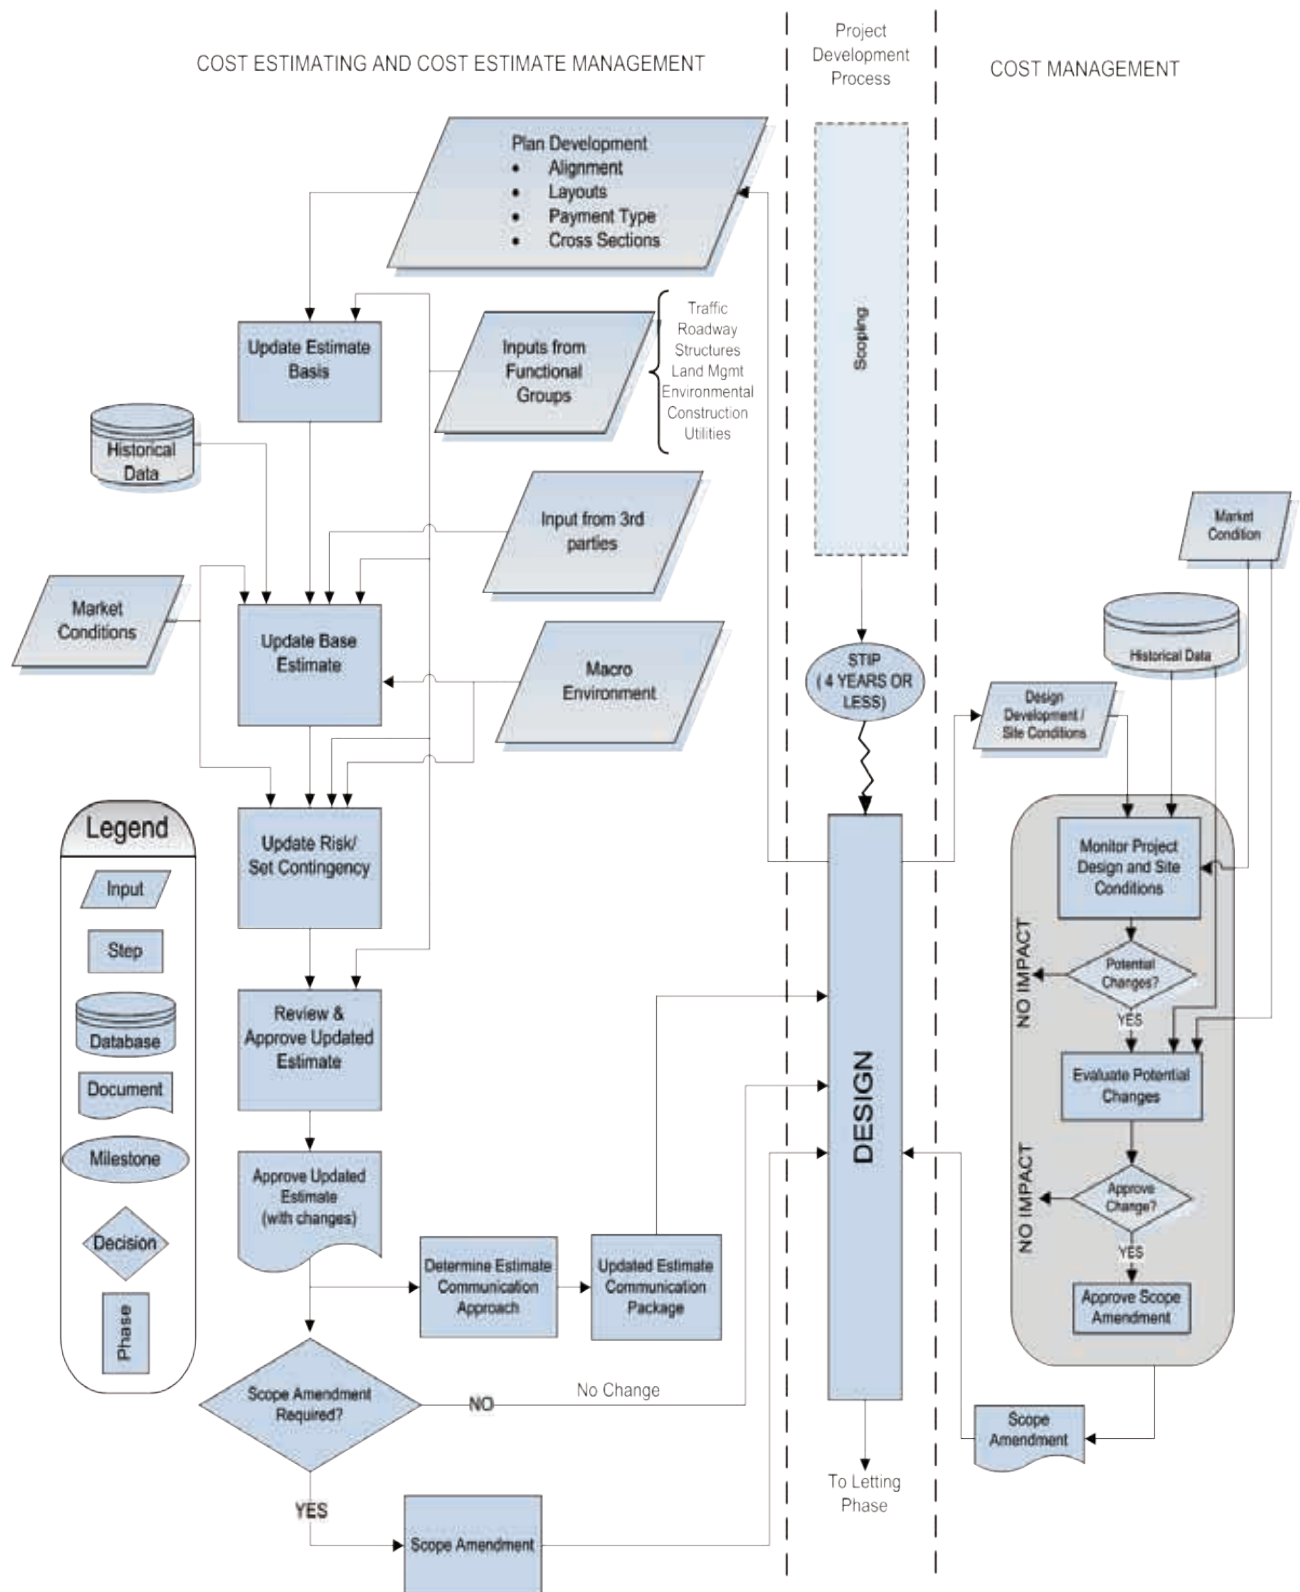 COST ESTIMATING AND COST ESTIMATE MANAGEMENT
Project
Development
Process
COST MANAGEMENT
Plan Development
• Alignment
• Layouts
• Payment Type
• Cross Sections
Scoping
Update Estimate
Basis
Inputs from
Functional
Groups
Traffic
Roadway
Structures
Land Mgmt
Environmental
Construction
Utilities
Historical
Data
Input from 3rd
parties
Market
Conditions
Update Base
Estimate
Macro
Environment
STIP
( 4 YEARS OR
LESS)
Market
Condition
Historical Data
Design
Development /
Site Conditions
Legend
Input
Step
Database
Document
Milestone
Decision
Phase
Update Risk/
Set Contingency
Review &
Approve Updated
Estimate
Approve Updated
Estimate
(with changes)
Determine Estimate
Communication
Approach
Updated Estimate
Communication
Package
Scope Amendment
Required?
NO
No Change
YES
Scope Amendment
DESIGN
To Letting
Phase
Monitor Project
Design and Site
Conditions
NO IMPACT
Potential
Changes?
YES
Evaluate Potential
Changes
NO IMPACT
Approve
Change?
YES
Approve Scope
Amendment
Scope
Amendment